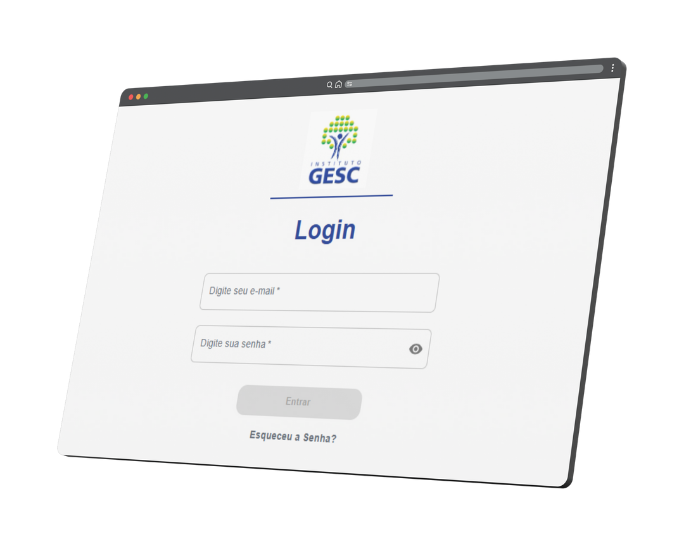 INSTITUTO
GESC
Login
Digite seu e-mail *
Digite sua senha *
Entrar
Esqueceu a Senha?